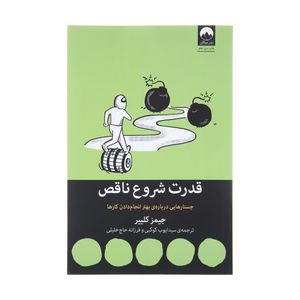 قدرت شروع ناقص
جستارهایی درباره‌ی بهتر انجام‌دادن کارها
جیمز کلییر
ترجمه‌ی سیدایوب کوکبی و فرزانه حاج‌خلیلی